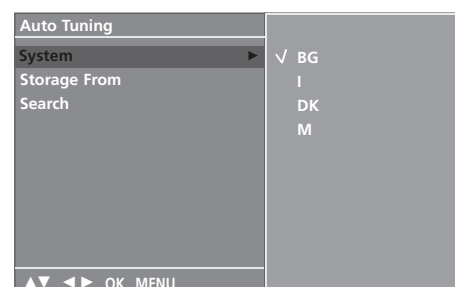 Auto Tuning
System ►
Storage From
Search
√ BG
I
DK
M
▲▼ ◄► OK MENU